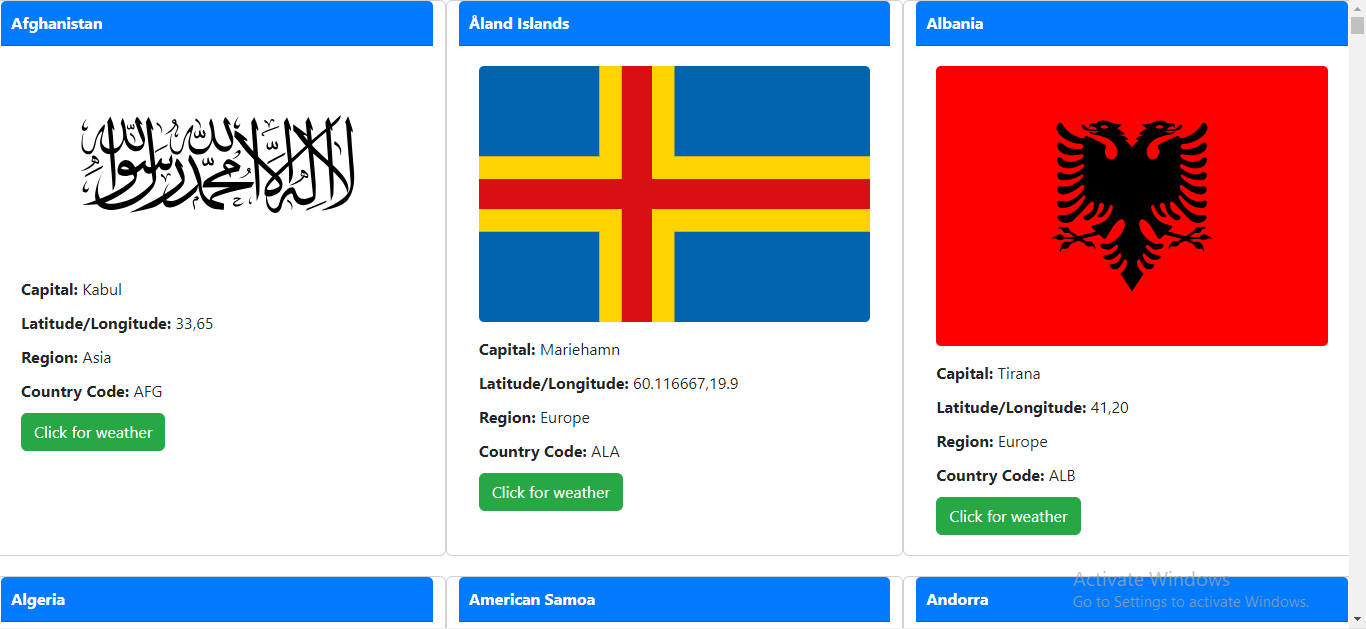 Afghanistan
لا إله إلا الله محمد رسول الله
Capital: Kabul
Latitude/Longitude: 33,65
Region: Asia
Country Code: AFG
Click for weather
Åland Islands
Capital: Mariehamn
Latitude/Longitude: 60.116667,19.9
Region: Europe
Country Code: ALA
Click for weather
Albania
Capital: Tirana
Latitude/Longitude: 41,20
Region: Europe
Country Code: ALB
Click for weather
Algeria
American Samoa
Andorra
Activate Windows
Go to Settings to activate Windows.